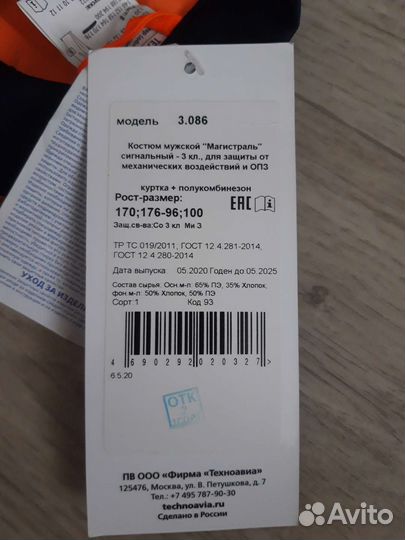 модель 3.086
Костюм мужской "Магистраль"
сигнальный - 3 кл., для защиты от
механических воздействий и ОПЗ
куртка + полукомбинезон
Рост-размер:
170;176-96;100
EAC
Защ.св-ва:Со 3 кл Ми З
ТР ТС 019/2011, ГОСТ 12.4.281-2014,
ГОСТ 12.4.280-2014
Дата выпуска 05.2020 Годен до 05.2025
Состав сырья: Осн.м-л: 65% ПЭ, 35% Хлопок,
фон.м-л: 50% Хлопок, 50% ПЭ
Сорт 1 Код 93
4 690292 020327>
6.5.20
ОТК
ПВ ООО «Фирма «Техноавиа»
125476, Москва, ул. В. Петушкова, д. 7
Тел.: +7 495 787-90-30
technoavia.ru
Сделано в России
УХОД ЗА ИЗДЕЛ
Avito